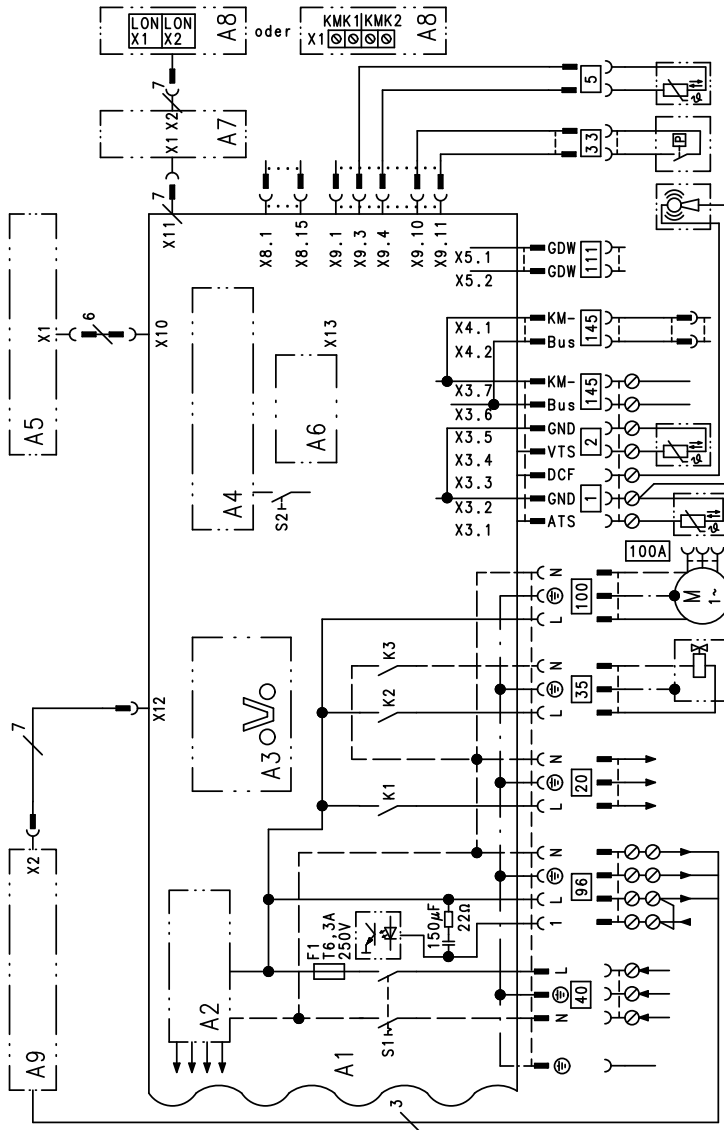 LON LON
X1 X2
A8
oder
KMK1 KMK2
X1
A8
7
X1 X2
A7
7
X11
X8.1
X8.15
X9.1
X9.3
X9.4
X9.10
X9.11
5
ϑ
33
P
A5
X1
6
X10
A4
S2
A6
X13
X5.1
X5.2
GDW
GDW
111
X4.1
X4.2
KM-
Bus
145
X3.7
X3.6
X3.5
X3.4
X3.3
X3.2
X3.1
KM-
Bus
GND
VTS
DCF
GND
ATS
145
2
1
ϑ
ϑ
100A
N
L
100
M
1~
K3
K2
N
L
35
K1
N
L
20
N
L
1
96
X12
7
A3
X2
A9
A2
F1
T6,3A
250V
150µF
22Ω
S1
A1
L
N
40
3